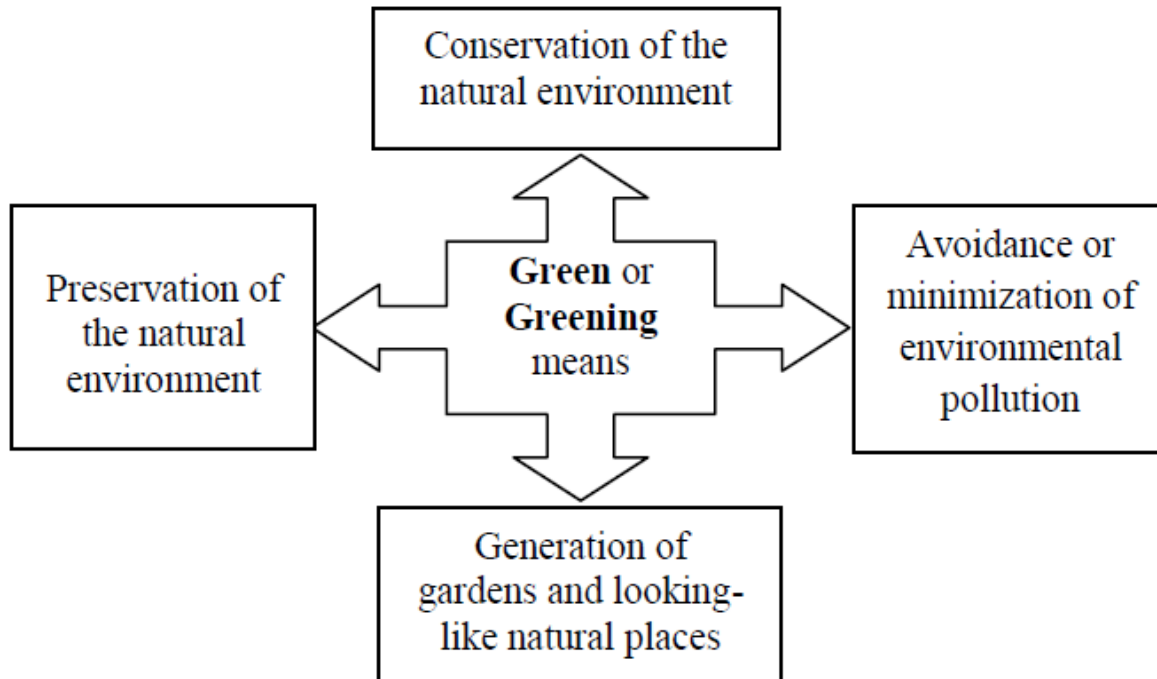 Conservation of the
natural environment
Preservation of
the natural
environment
Green or
Greening
means
Avoidance or
minimization of
environmental
pollution
Generation of
gardens and looking-
like natural places